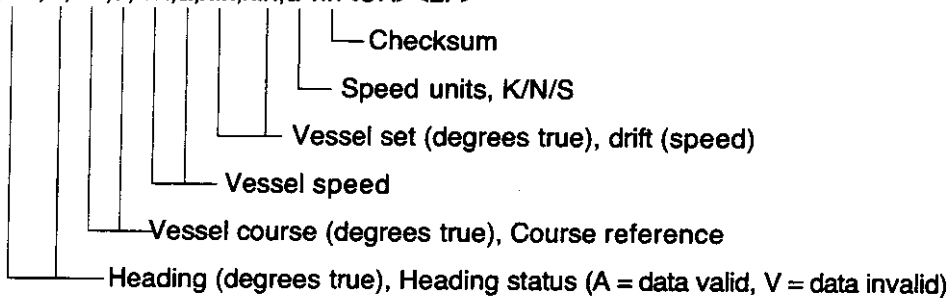 Checksum
Speed units, K/N/S
Vessel set (degrees true), drift (speed)
Vessel speed
Vessel course (degrees true), Course reference
Heading (degrees true), Heading status (A = data valid, V = data invalid)